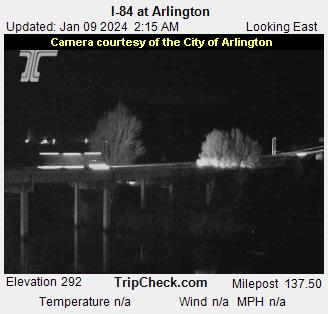 I-84 at Arlington
Updated: Jan 09 2024 2:15 AM Looking East
Camera courtesy of the City of Arlington
Elevation 292 TripCheck.com Milepost 137.50
Temperature n/a Wind n/a MPH n/a